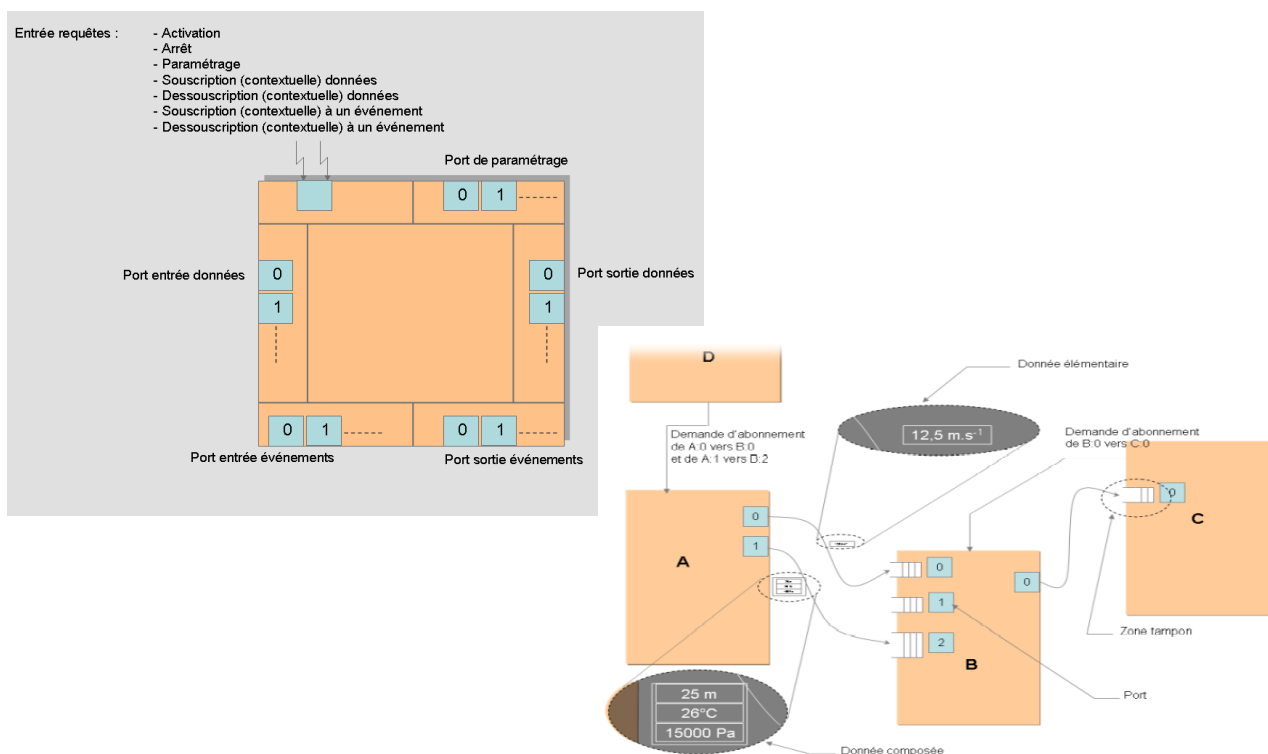 Entrée requêtes :
- Activation
- Arrêt
- Paramétrage
- Souscription (contextuelle) données
- Dessouscription (contextuelle) données
- Souscription (contextuelle) à un événement
- Dessouscription (contextuelle) à un événement
Port de paramétrage
0 1
Port entrée données
0
1
Port sortie données
0
1
0 1
Port entrée événements
0 1
Port sortie événements
D
Donnée élémentaire
12,5 m.s-1
Demande d'abonnement
de A:0 vers B:0
et de A:1 vers B:2
Demande d'abonnement
de B:0 vers C:0
A
0
1
0
1
2
B
0
0
C
Zone tampon
Port
25 m
26°C
15000 Pa
Donnée composée